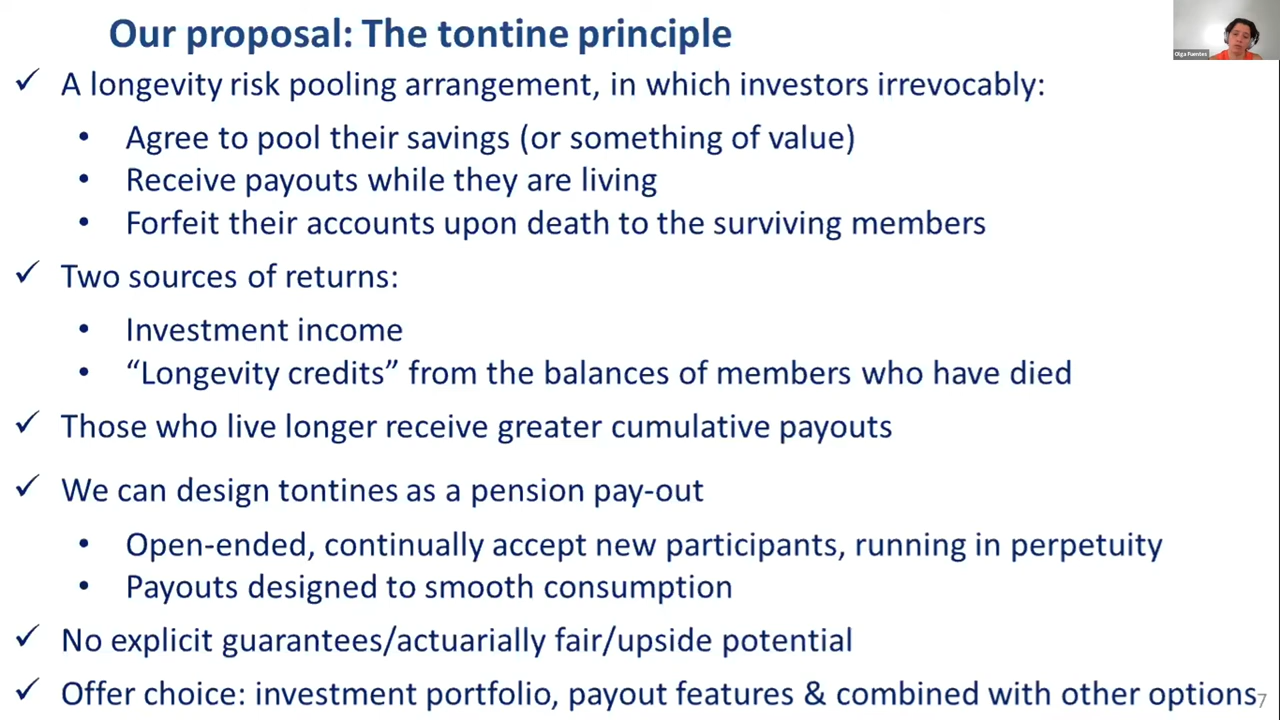 Our proposal: The tontine principle
Olga Fuentes
✓ A longevity risk pooling arrangement, in which investors irrevocably:
• Agree to pool their savings (or something of value)
• Receive payouts while they are living
• Forfeit their accounts upon death to the surviving members
✓ Two sources of returns:
• Investment income
• “Longevity credits” from the balances of members who have died
✓ Those who live longer receive greater cumulative payouts
✓ We can design tontines as a pension pay-out
• Open-ended, continually accept new participants, running in perpetuity
• Payouts designed to smooth consumption
✓ No explicit guarantees/actuarially fair/upside potential
✓ Offer choice: investment portfolio, payout features & combined with other options
7